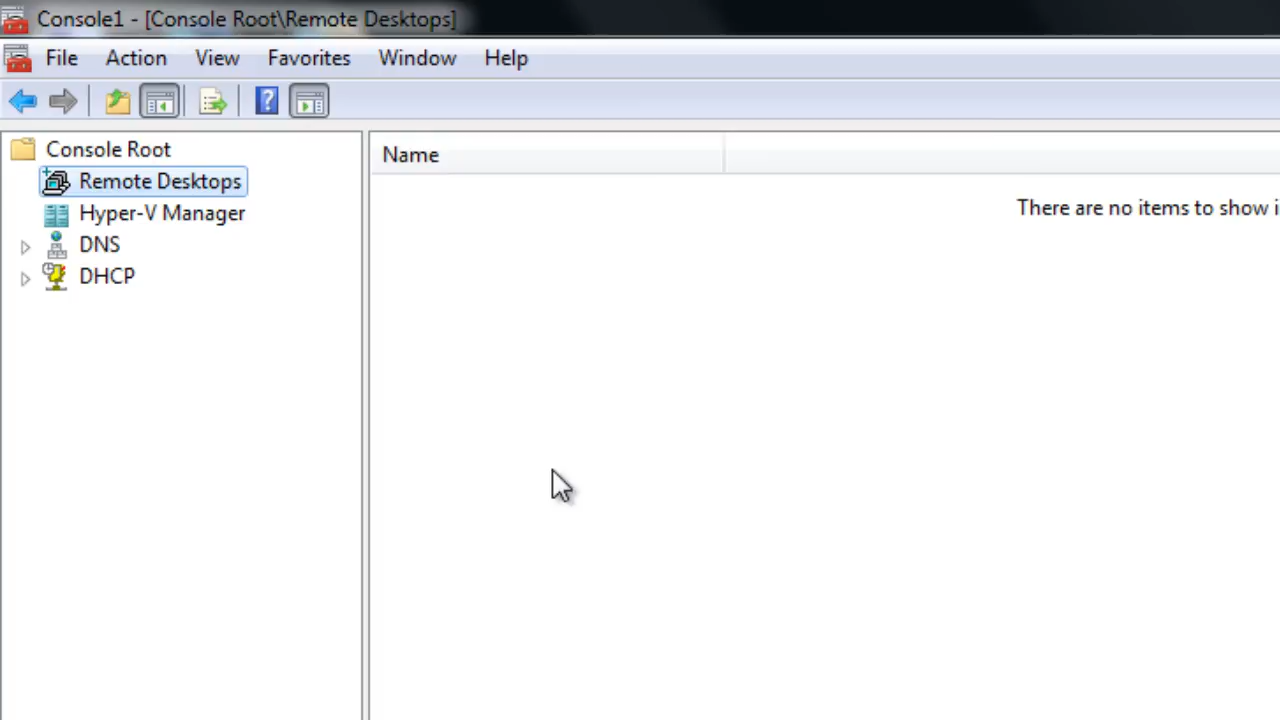 Console1 - [Console Root\Remote Desktops]
File Action View Favorites Window Help
Console Root
Remote Desktops
Hyper-V Manager
DNS
DHCP
Name
There are no items to show i